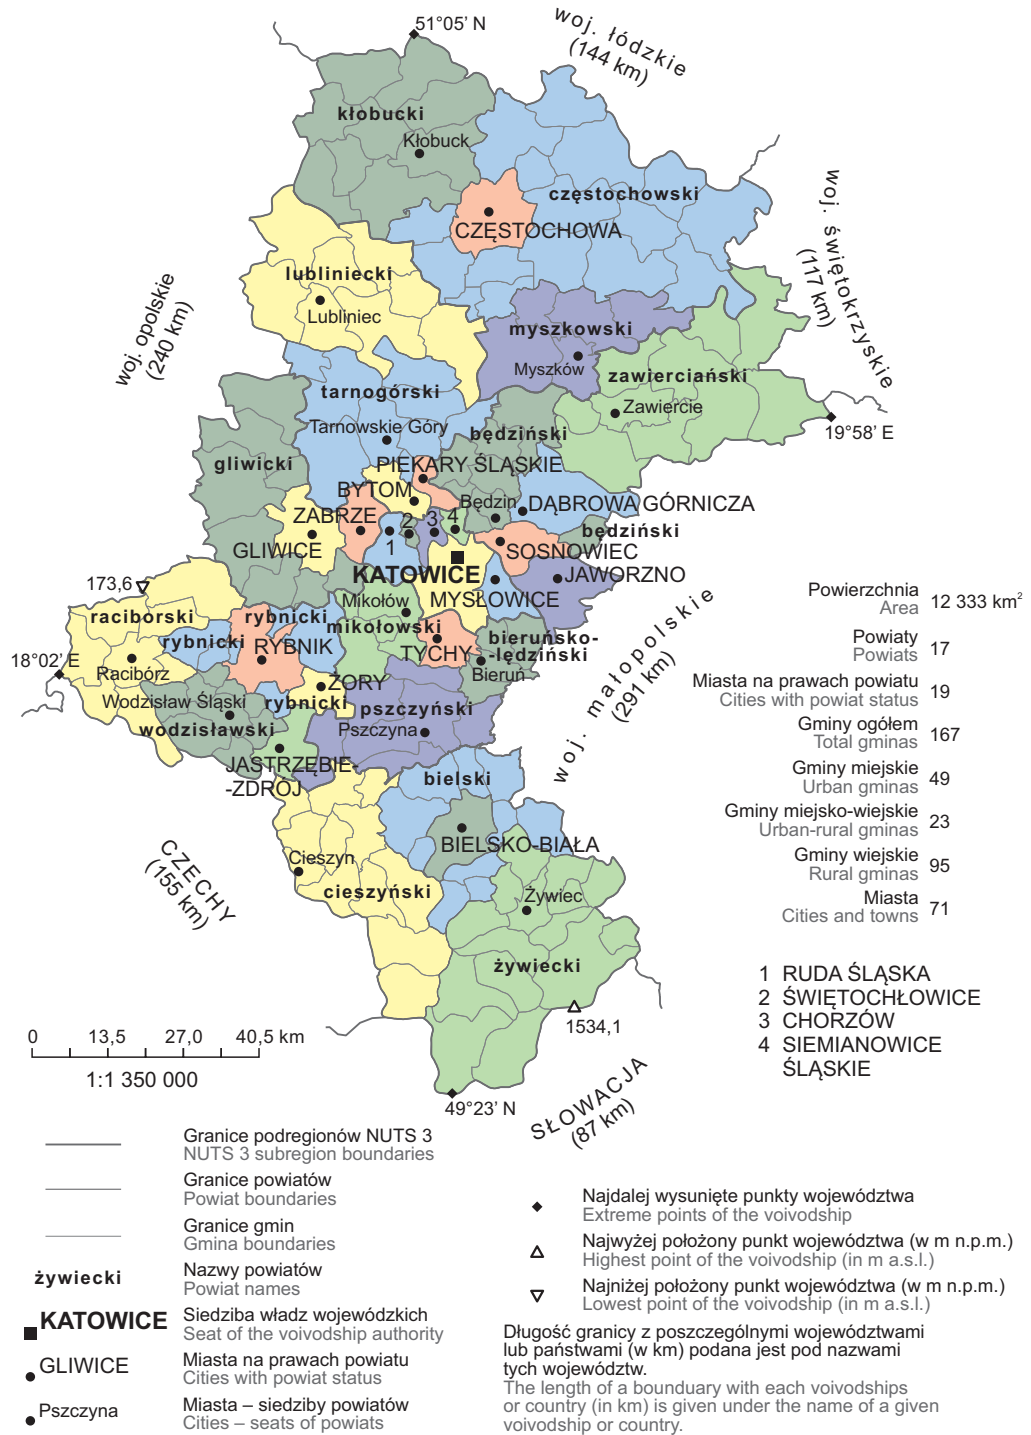 51°05’ N
woj. łódzkie
(144 km)
kłobucki
Kłobuck
częstochowski
CZĘSTOCHOWA
woj. świętokrzyskie
(117 km)
lubliniecki
Lubliniec
woj. opolskie
(240 km)
myszkowski
Myszków
zawierciański
Zawiercie
19°58’ E
tarnogórski
Tarnowskie Góry
będziński
gliwicki
PIEKARY ŚLĄSKIE
BYTOM
Będzin
DĄBROWA GÓRNICZA
ZABRZE
1
2
3
4
będziński
GLIWICE
SOSNOWIEC
KATOWICE
JAWORZNO
173,6
MYSŁOWICE
Mikołów
raciborski
rybnicki
mikołowski
rybnicki
RYBNIK
TYCHY
bieruńsko-
-lędziński
Bieruń
18°02’ E
Racibórz
ŻORY
Wodzisław Śląski
rybnicki
pszczyński
wodzisławski
Pszczyna
woj. małopolskie
(291 km)
JASTRZĘBIE-
-ZDRÓJ
bielski
BIELSKO-BIAŁA
CZECHY
(155 km)
Cieszyn
cieszyński
Żywiec
żywiecki
1534,1
49°23’ N
SŁOWACJA
(87 km)
Powierzchnia
Area
12 333 km²
Powiaty
Powiats
17
Miasta na prawach powiatu
Cities with powiat status
19
Gminy ogółem
Total gminas
167
Gminy miejskie
Urban gminas
49
Gminy miejsko-wiejskie
Urban-rural gminas
23
Gminy wiejskie
Rural gminas
95
Miasta
Cities and towns
71
1 RUDA ŚLĄSKA
2 ŚWIĘTOCHŁOWICE
3 CHORZÓW
4 SIEMIANOWICE
ŚLĄSKIE
0 13,5 27,0 40,5 km
1:1 350 000
Granice podregionów NUTS 3
NUTS 3 subregion boundaries
Granice powiatów
Powiat boundaries
Granice gmin
Gmina boundaries
żywiecki
Nazwy powiatów
Powiat names
KATOWICE
Siedziba władz wojewódzkich
Seat of the voivodship authority
GLIWICE
Miasta na prawach powiatu
Cities with powiat status
Pszczyna
Miasta – siedziby powiatów
Cities – seats of powiats
Najdalej wysunięte punkty województwa
Extreme points of the voivodship
Najwyżej położony punkt województwa (w m n.p.m.)
Highest point of the voivodship (in m a.s.l.)
Najniżej położony punkt województwa (w m n.p.m.)
Lowest point of the voivodship (in m a.s.l.)
Długość granicy z poszczególnymi województwami
lub państwami (w km) podana jest pod nazwami
tych województw.
The length of a bounduary with each voivodships
or country (in km) is given under the name of a given
voivodship or country.